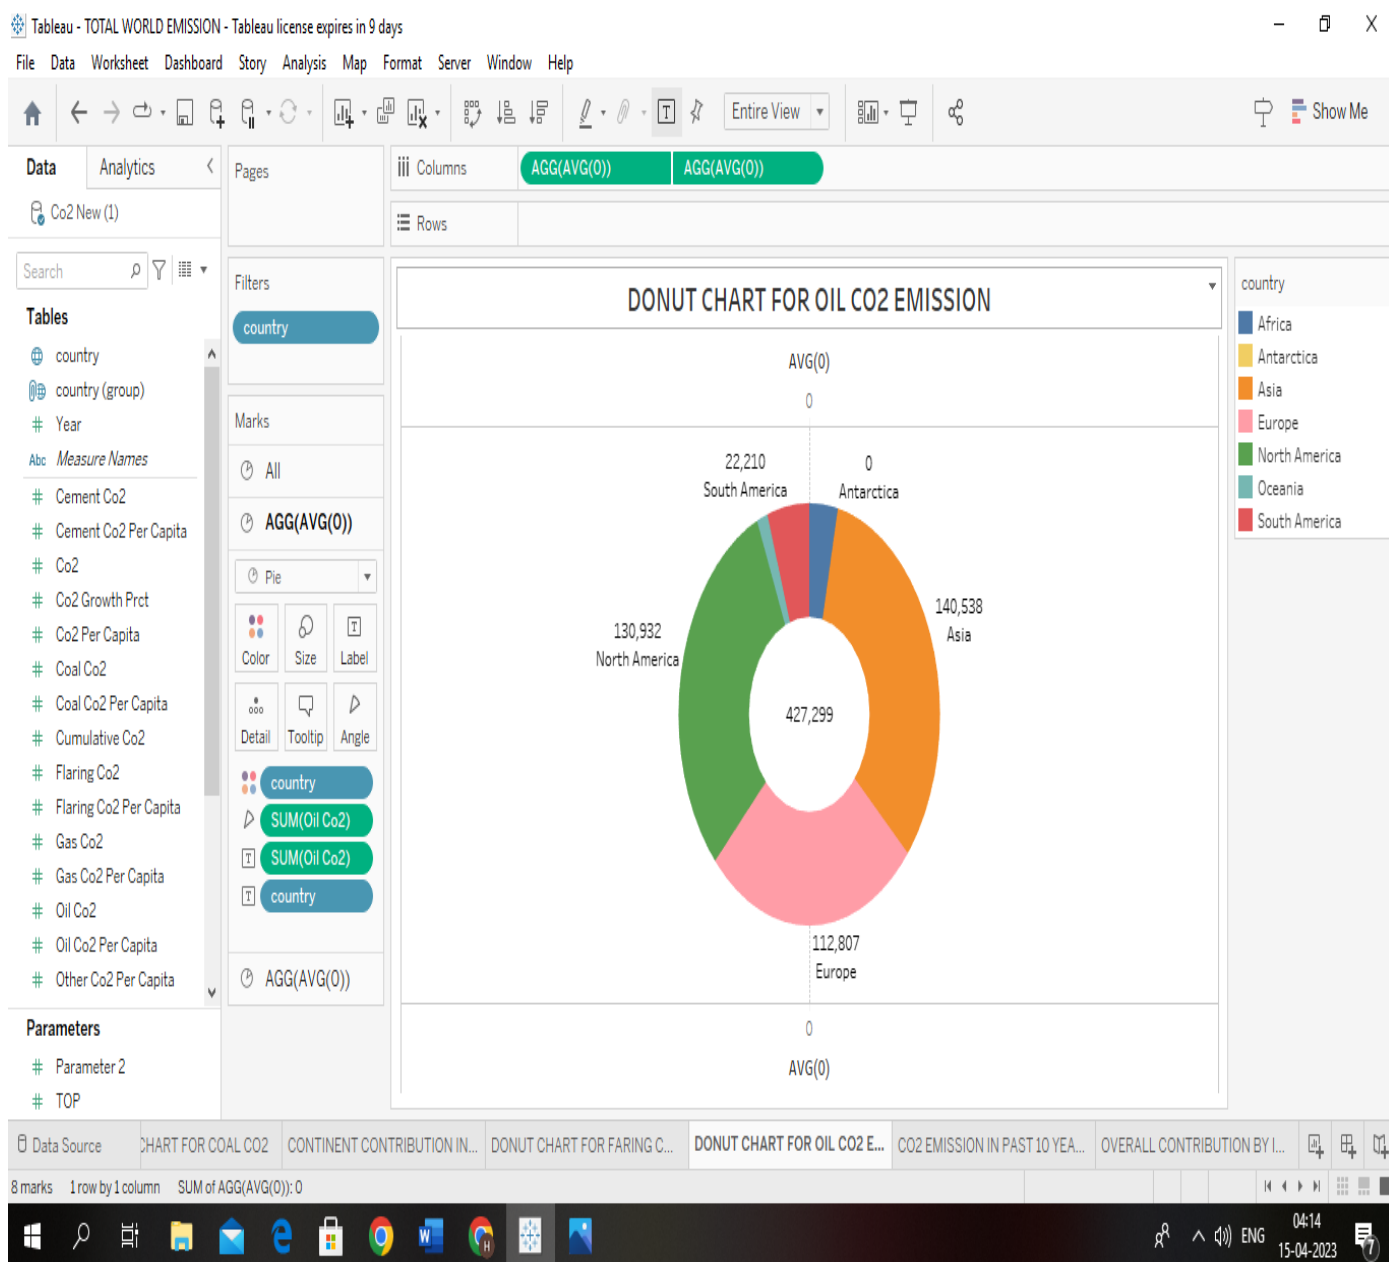 Tableau - TOTAL WORLD EMISSION - Tableau license expires in 9 days
File Data Worksheet Dashboard Story Analysis Map Format Server Window Help
Entire View
Show Me
Data Analytics
Co2 New (1)
Search
Tables
country
country (group)
# Year
Abc Measure Names
# Cement Co2
# Cement Co2 Per Capita
# Co2
# Co2 Growth Prct
# Co2 Per Capita
# Coal Co2
# Coal Co2 Per Capita
# Cumulative Co2
# Flaring Co2
# Flaring Co2 Per Capita
# Gas Co2
# Gas Co2 Per Capita
# Oil Co2
# Oil Co2 Per Capita
# Other Co2 Per Capita
Parameters
# Parameter 2
# TOP
Pages
Filters
country
Marks
All
AGG(AVG(0))
Pie
Color Size T Label
Detail Tooltip Angle
country
SUM(Oil Co2)
T SUM(Oil Co2)
T country
AGG(AVG(0))
Columns AGG(AVG(0)) AGG(AVG(0))
Rows
DONUT CHART FOR OIL CO2 EMISSION
AVG(0)
0
22,210
South America
0
Antarctica
140,538
Asia
130,932
North America
427,299
112,807
Europe
0
AVG(0)
country
Africa
Antarctica
Asia
Europe
North America
Oceania
South America
Data Source CHART FOR COAL CO2 CONTINENT CONTRIBUTION IN... DONUT CHART FOR FARING C... DONUT CHART FOR OIL CO2 E... CO2 EMISSION IN PAST 10 YEA... OVERALL CONTRIBUTION BY I...
8 marks 1 row by 1 column SUM of AGG(AVG(0)): 0
W
H
ENG
04:14
15-04-2023
7